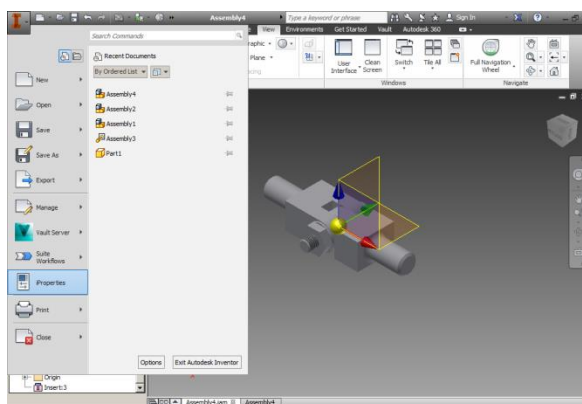 Assembly4
Type a keyword or phrase
Sign In
View
Environments
Get Started
Vault
Autodesk 360
Search Commands
Recent Documents
By Ordered List
Assembly4
Assembly2
Assembly1
Assembly3
Part1
New
Open
Save
Save As
Export
Manage
Vault Server
Suite
Workflows
iProperties
Print
Close
Options
Exit Autodesk Inventor
raphic
Plane
User
Interface
Clean
Screen
Switch
Tile All
Windows
Full Navigation
Wheel
Navigate
Origin
Insert:3
Assembly4.iam
Assembly4